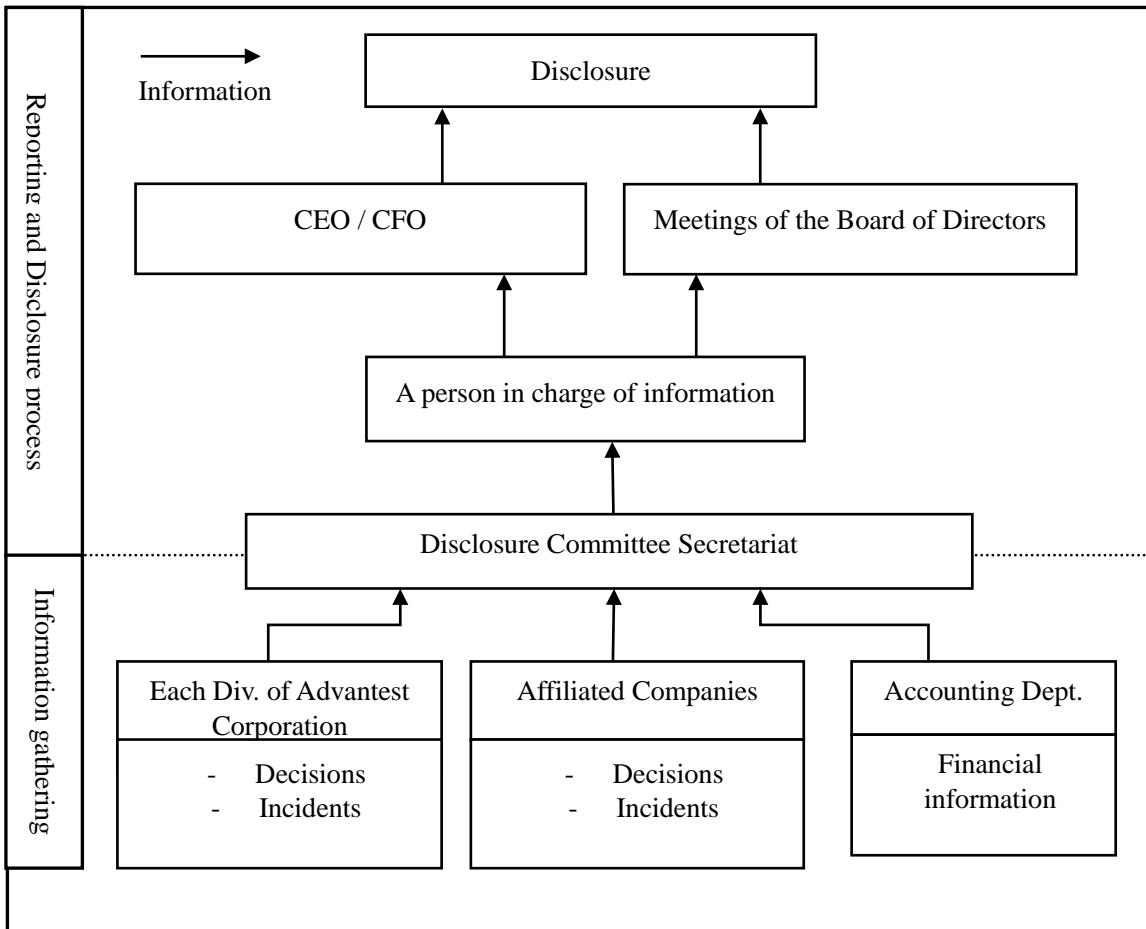 Reporting and Disclosure process
Information
Disclosure
CEO / CFO
Meetings of the Board of Directors
A person in charge of information
Disclosure Committee Secretariat
Information gathering
Each Div. of Advantest
Corporation
- Decisions
- Incidents
Affiliated Companies
- Decisions
- Incidents
Accounting Dept.
Financial
information